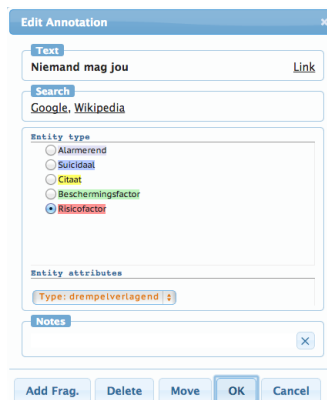 Edit Annotation
Text
Niemand mag jou Link
Search
Google, Wikipedia
Entity type
Alarmerend
Suicidaal
Citaat
Beschermingsfactor
Risicofactor
Entity attributes
Type: drempelverlagend
Notes
Add Frag. Delete Move OK Cancel